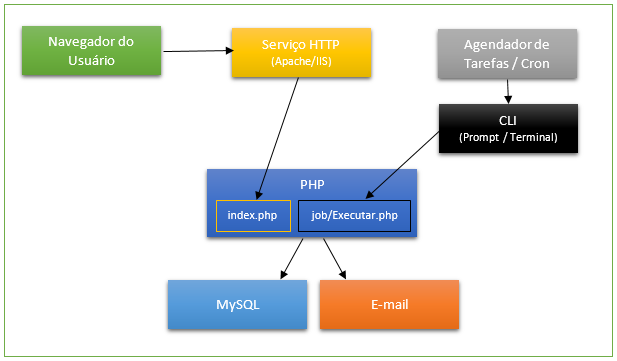 Navegador do
Usuário
Serviço HTTP
(Apache/IIS)
Agendador de
Tarefas / Cron
CLI
(Prompt / Terminal)
PHP
index.php
job/Executar.php
MySQL
E-mail